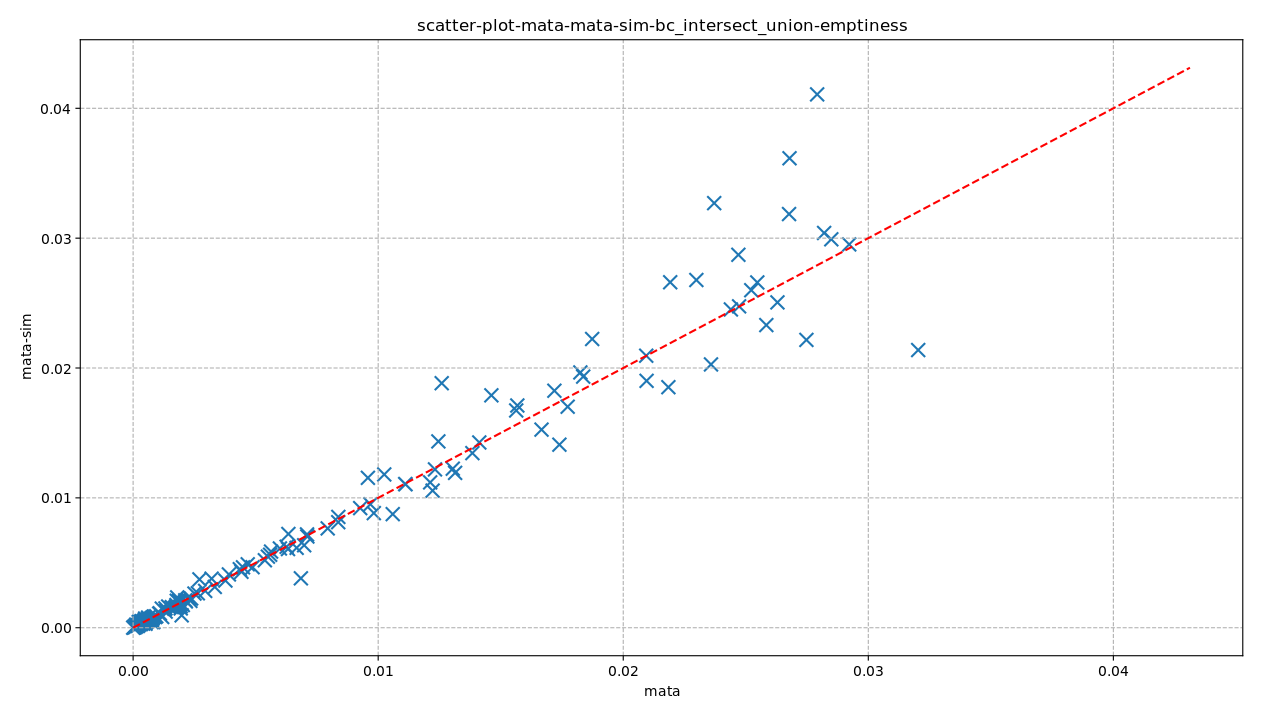 scatter-plot-mata-mata-sim-bc_intersect_union-emptiness
0.04
0.03
0.02
0.01
0.00
mata-sim
0.00 0.01 0.02 0.03 0.04
mata